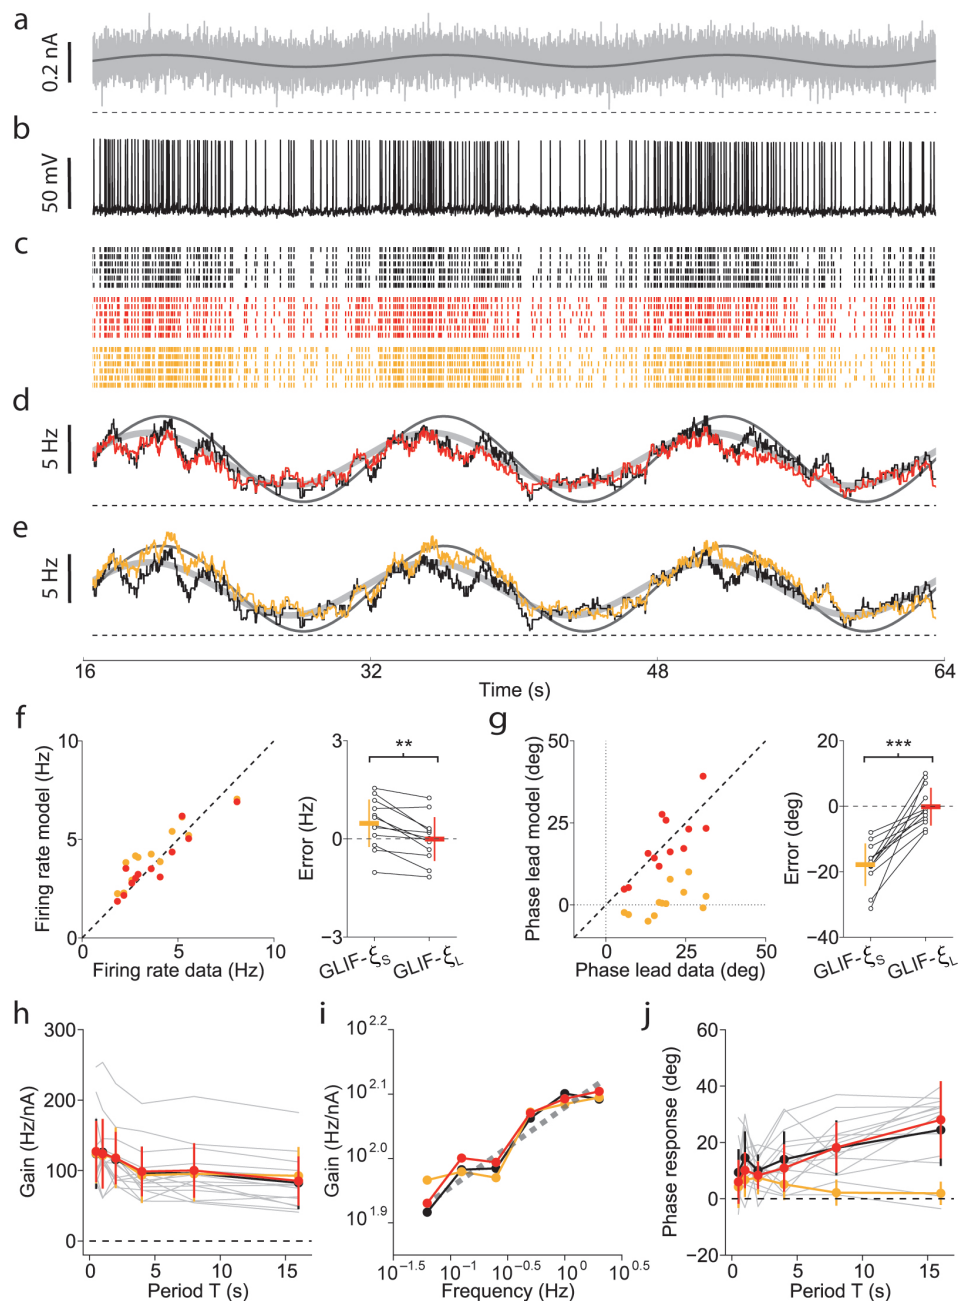 a
0.2 nA
b
50 mV
c
d
5 Hz
e
5 Hz
16 32 48 64
Time (s)
f
Firing rate model (Hz)
10
5
0
0 5 10
Firing rate data (Hz)
Error (Hz)
3
0
−3
**
GLIF-ξS GLIF-ξL
g
Phase lead model (deg)
50
25
0
0 25 50
Phase lead data (deg)
Error (deg)
20
0
−20
−40
***
GLIF-ξS GLIF-ξL
h
Gain (Hz/nA)
300
200
100
0
0 5 10 15
Period T (s)
i
Gain (Hz/nA)
10^2.2
10^2.1
10^2.0
10^1.9
10^−1.5 10^−1 10^−0.5 10^0 10^0.5
Frequency (Hz)
j
Phase response (deg)
60
40
20
0
−20
0 5 10 15
Period T (s)